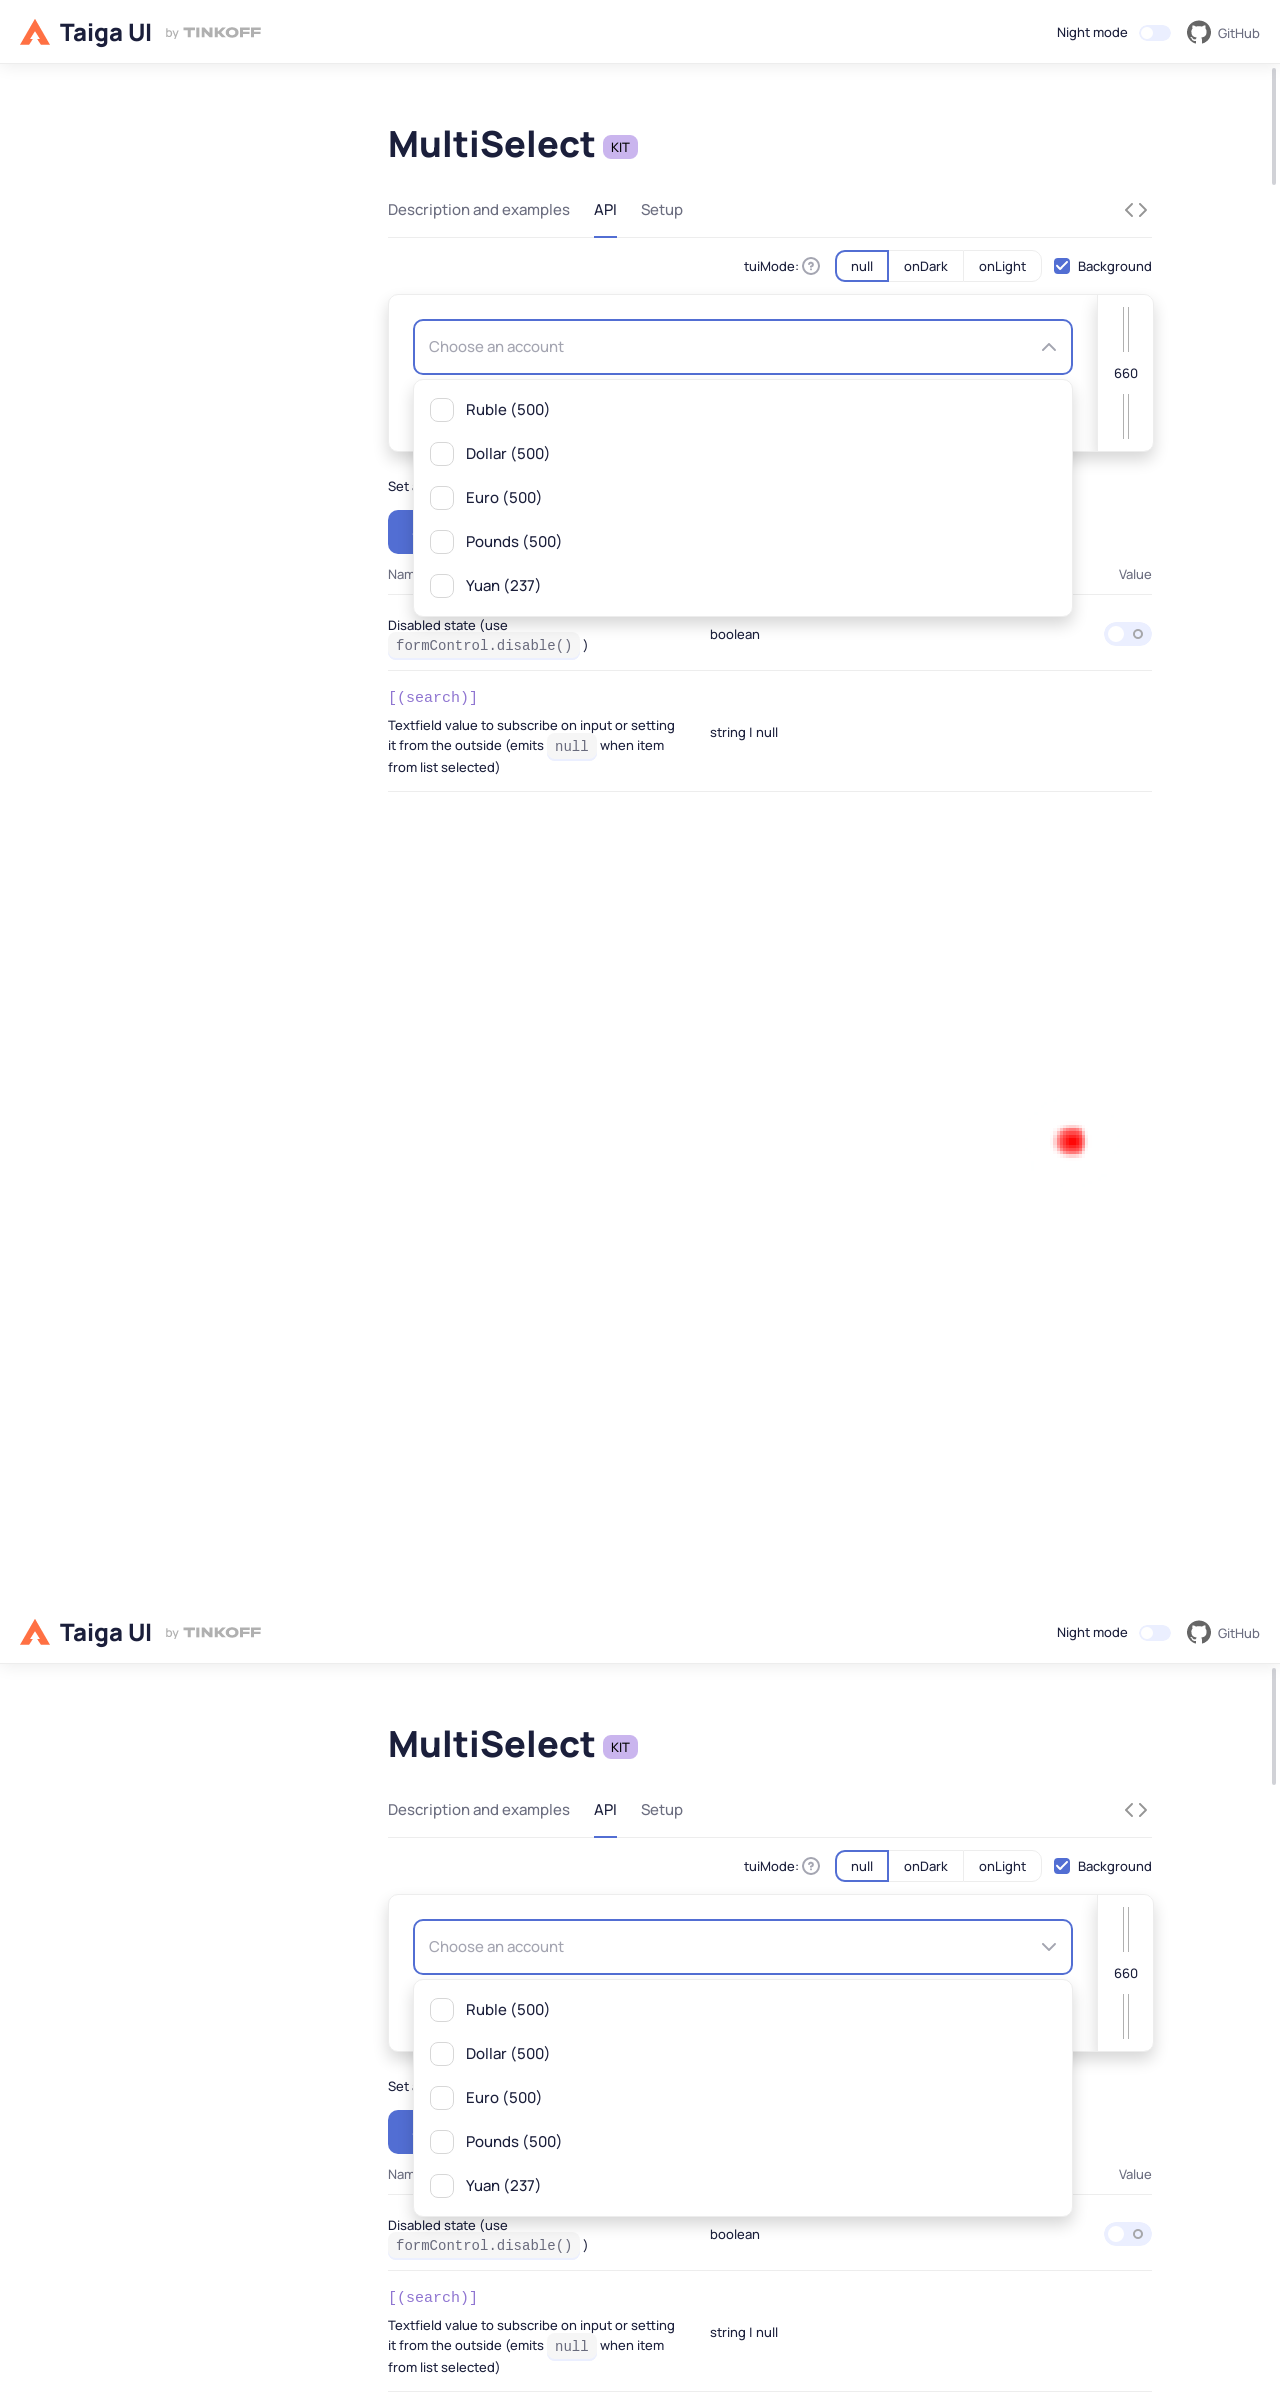 Taiga UI by TINKOFF Night mode GitHub
MultiSelect KIT
Description and examples API Setup
tuiMode: ? null onDark onLight Background
Choose an account
660
Ruble (500)
Dollar (500)
Euro (500)
Set
Pounds (500)
Value
Yuan (237)
Disabled state (use
formControl.disable() )
boolean
[(search)]
Textfield value to subscribe on input or setting
it from the outside (emits null when item
from list selected)
string | null
Taiga UI by TINKOFF Night mode GitHub
MultiSelect KIT
Description and examples API Setup
tuiMode: ? null onDark onLight Background
Choose an account
660
Ruble (500)
Dollar (500)
Euro (500)
Set
Pounds (500)
Value
Yuan (237)
Disabled state (use
formControl.disable() )
boolean
[(search)]
Textfield value to subscribe on input or setting
it from the outside (emits null when item
from list selected)
string | null